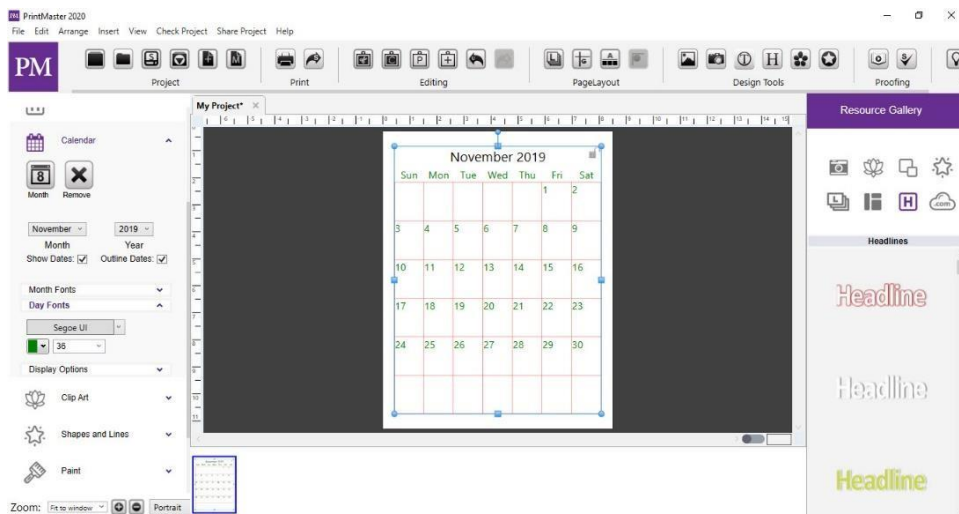 PrintMaster 2020
File Edit Arrange Insert View Check Project Share Project Help
PM
Project Print Editing PageLayout Design Tools Proofing
My Project*
Resource Gallery
Calendar
Month Remove
November 2019
Month Year
Show Dates: Outline Dates:
Month Fonts
Day Fonts
Segoe UI
36
Display Options
Clip Art
Shapes and Lines
Paint
Zoom: Fit to window Portrait
November 2019
Sun Mon Tue Wed Thu Fri Sat
1 2
3 4 5 6 7 8 9
10 11 12 13 14 15 16
17 18 19 20 21 22 23
24 25 26 27 28 29 30
.com
Headlines
Headline
Headline
Headline